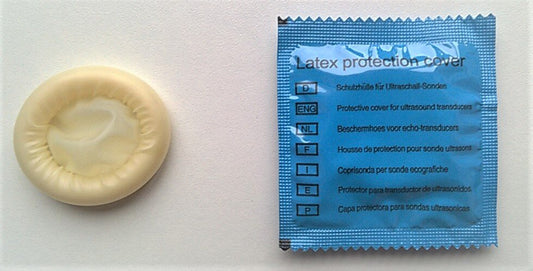 Latex protection cover
D Schutzhülle für Ultraschall-Sonden
ENG Protective cover for ultrasound transducers
NL Beschermhoes voor echo-transducers
F Housse de protection pour sonde ultrasons
I Coprisonda per sonde ecografiche
E Protector para transductor de ultrasonidos
P Capa protectora para sondas ultrasonicas